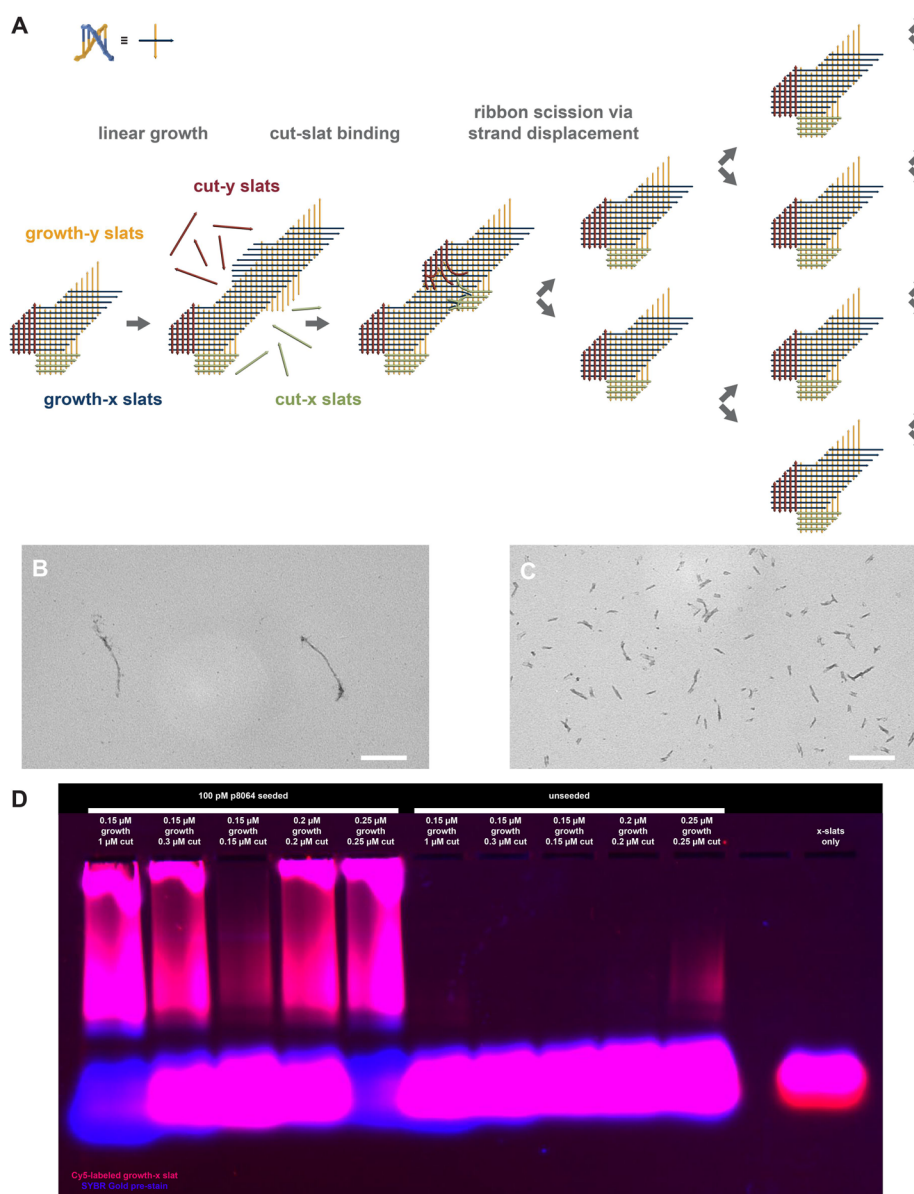 A
≡
linear growth
cut-slat binding
ribbon scission via
strand displacement
cut-y slats
growth-y slats
growth-x slats
cut-x slats
B
C
D
100 pM p8064 seeded
unseeded
0.15 µM
growth
1 µM cut
0.15 µM
growth
0.3 µM cut
0.15 µM
growth
0.15 µM cut
0.2 µM
growth
0.2 µM cut
0.25 µM
growth
0.25 µM cut
0.15 µM
growth
1 µM cut
0.15 µM
growth
0.3 µM cut
0.15 µM
growth
0.15 µM cut
0.2 µM
growth
0.2 µM cut
0.25 µM
growth
0.25 µM cut
x-slats
only
Cy5-labeled growth-x slat
SYBR Gold pre-stain